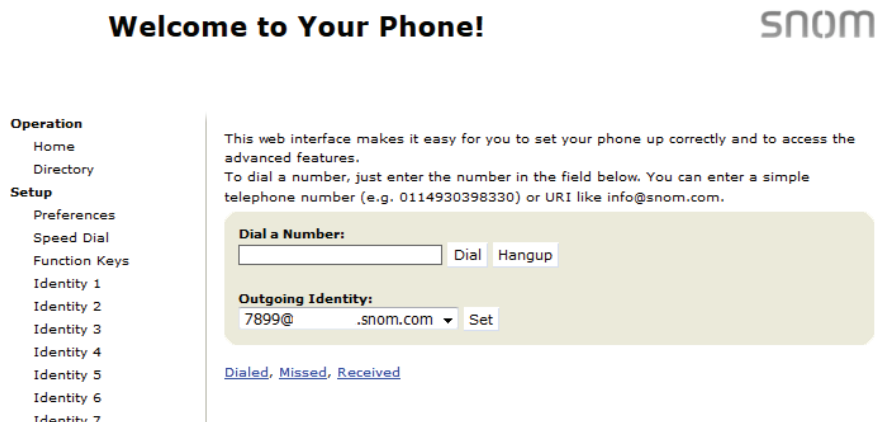 Welcome to Your Phone!
snom
Operation
Home
Directory
Setup
Preferences
Speed Dial
Function Keys
Identity 1
Identity 2
Identity 3
Identity 4
Identity 5
Identity 6
Identity 7
This web interface makes it easy for you to set your phone up correctly and to access the
advanced features.
To dial a number, just enter the number in the field below. You can enter a simple
telephone number (e.g. 0114930398330) or URI like info@snom.com.
Dial a Number:
Dial Hangup
Outgoing Identity:
7899@ .snom.com Set
Dialed, Missed, Received